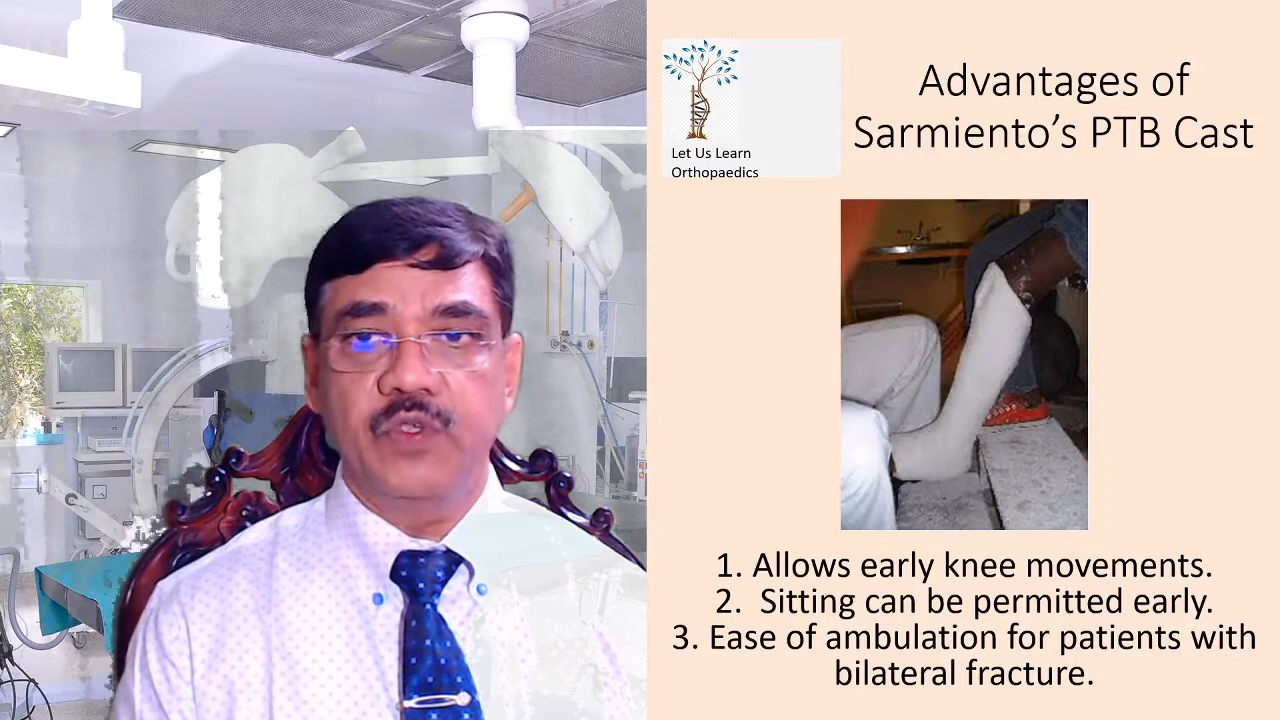 Let Us Learn
Orthopaedics
Advantages of
Sarmiento’s PTB Cast
1. Allows early knee movements.
2.  Sitting can be permitted early.
3. Ease of ambulation for patients with
bilateral fracture.